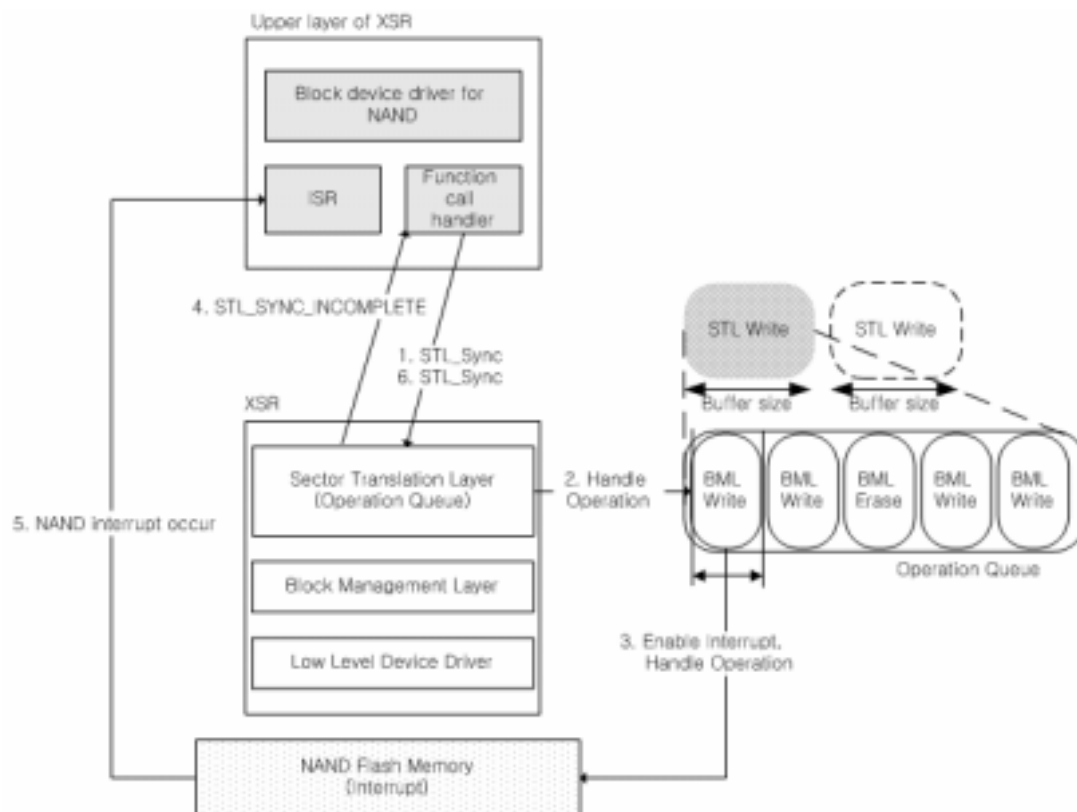 Upper layer of XSR
Block device driver for
NAND
ISR
Function
call
handler
4. STL_SYNC_INCOMPLETE
1. STL_Sync
6. STL_Sync
STL Write
STL Write
Buffer size
Buffer size
XSR
Sector Translation Layer
(Operation Queue)
2. Handle
Operation
BML
Write
BML
Write
BML
Erase
BML
Write
BML
Write
Operation Queue
5. NAND interrupt occur
Block Management Layer
Low Level Device Driver
3. Enable Interrupt,
Handle Operation
NAND Flash Memory
(Interrupt)